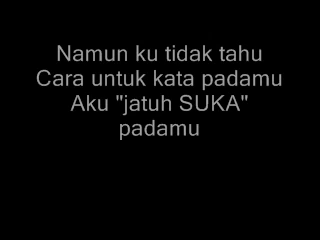 Namun ku tidak tahu
Cara untuk kata padamu
Aku "jatuh SUKA"
padamu